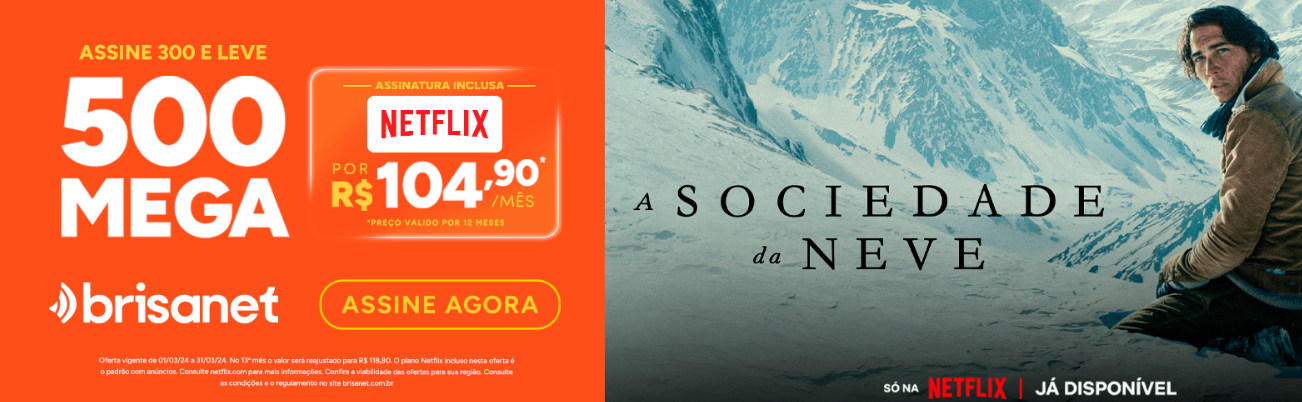 ASSINE 300 E LEVE
500
MEGA
ASSINATURA INCLUSA
NETFLIX
POR
R$104,90*
/MÊS
*PREÇO VÁLIDO POR 12 MESES
brisanet
ASSINE AGORA
Oferta vigente de 01/03/24 a 31/03/24. No 13º mês o valor será reajustado para R$ 118,80. O plano Netflix incluso nesta oferta é
o padrão com anúncios. Consulte netflix.com para mais informações. Confira a viabilidade das ofertas para sua região. Consulte
as condições e o regulamento no site brisanet.com.br
A SOCIEDADE
da NEVE
SÓ NA NETFLIX | JÁ DISPONÍVEL